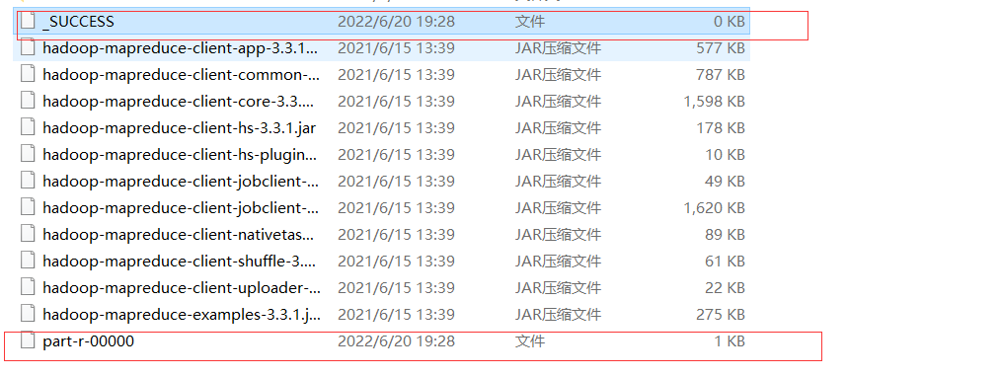 _SUCCESS 2022/6/20 19:28 文件 0 KB
hadoop-mapreduce-client-app-3.3.1... 2021/6/15 13:39 JAR压缩文件 577 KB
hadoop-mapreduce-client-common-... 2021/6/15 13:39 JAR压缩文件 787 KB
hadoop-mapreduce-client-core-3.3.... 2021/6/15 13:39 JAR压缩文件 1,598 KB
hadoop-mapreduce-client-hs-3.3.1.jar 2021/6/15 13:39 JAR压缩文件 178 KB
hadoop-mapreduce-client-hs-plugin... 2021/6/15 13:39 JAR压缩文件 10 KB
hadoop-mapreduce-client-jobclient-... 2021/6/15 13:39 JAR压缩文件 49 KB
hadoop-mapreduce-client-jobclient-... 2021/6/15 13:39 JAR压缩文件 1,620 KB
hadoop-mapreduce-client-nativetas... 2021/6/15 13:39 JAR压缩文件 89 KB
hadoop-mapreduce-client-shuffle-3.... 2021/6/15 13:39 JAR压缩文件 61 KB
hadoop-mapreduce-client-uploader-... 2021/6/15 13:39 JAR压缩文件 22 KB
hadoop-mapreduce-examples-3.3.1.j... 2021/6/15 13:39 JAR压缩文件 275 KB
part-r-00000 2022/6/20 19:28 文件 1 KB